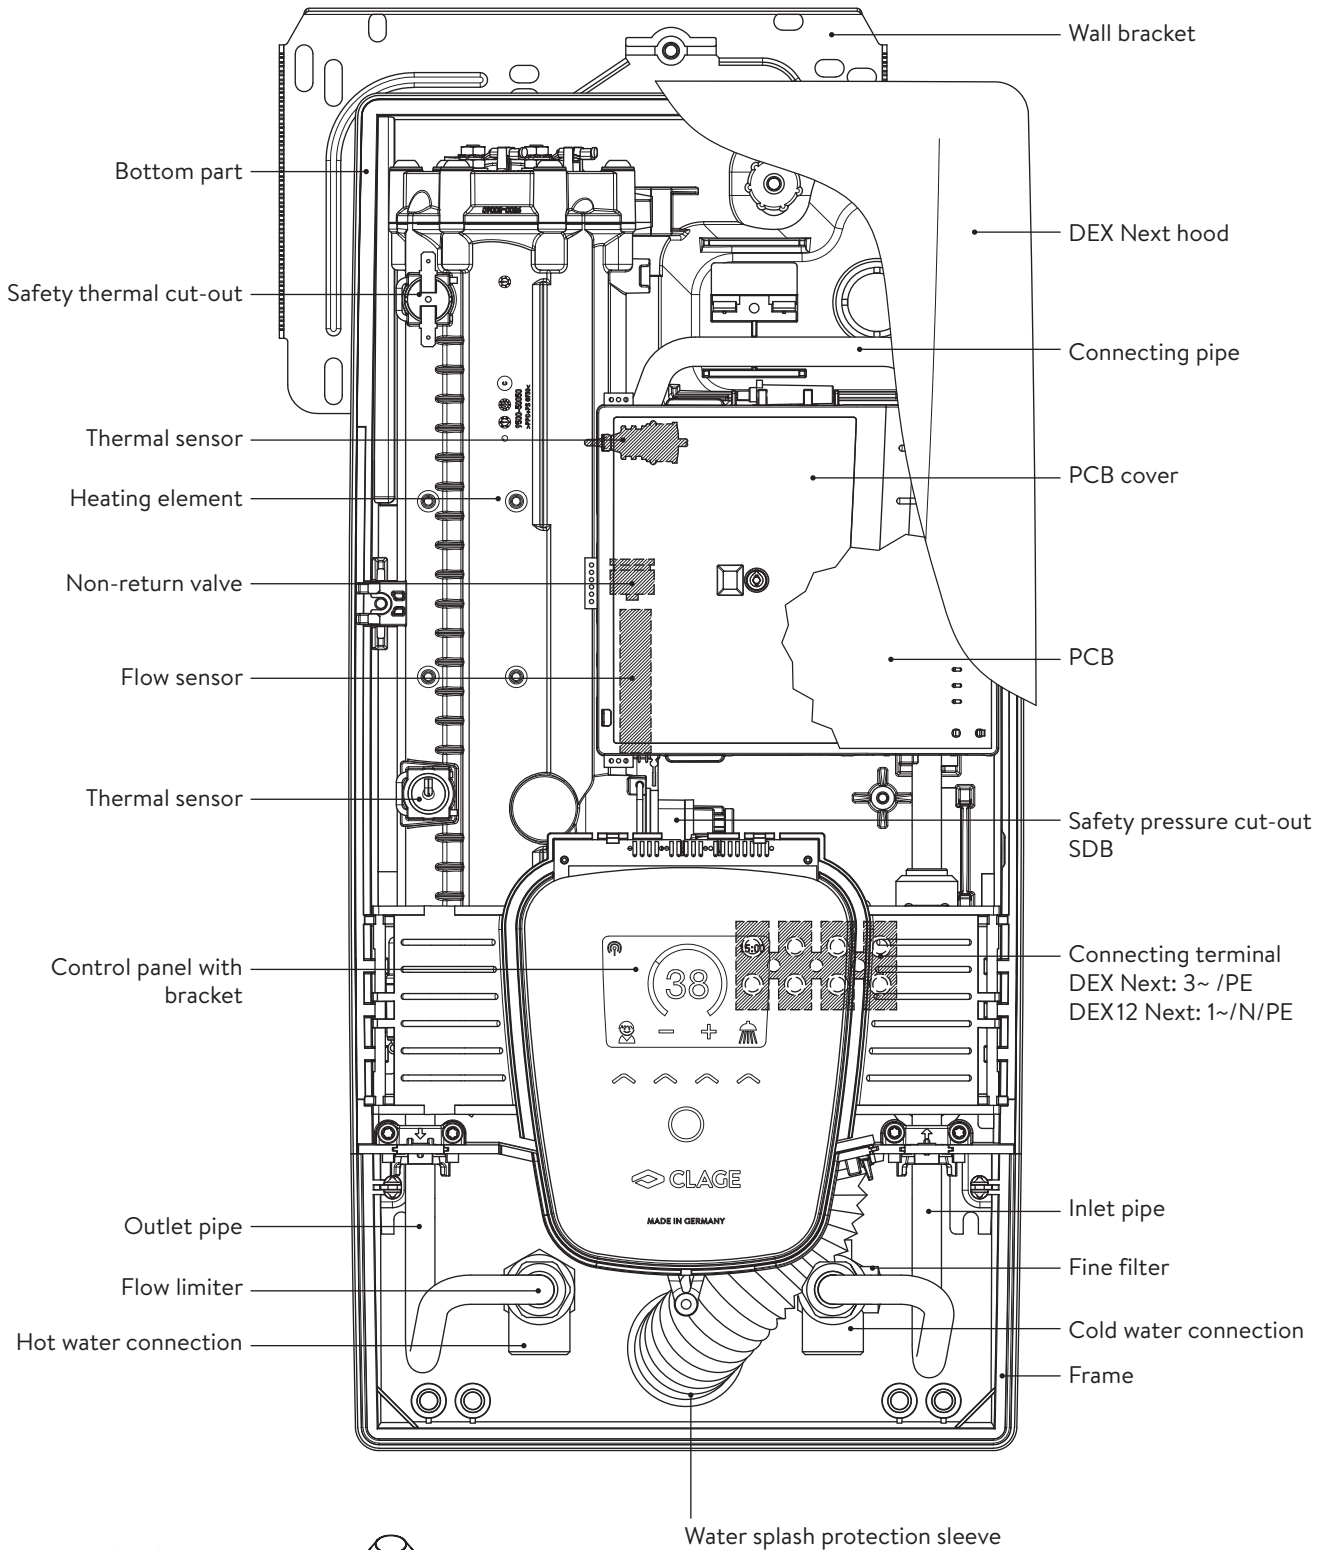 Wall bracket
Bottom part
DEX Next hood
Safety thermal cut-out
Connecting pipe
Thermal sensor
PCB cover
Heating element
Non-return valve
PCB
Flow sensor
Thermal sensor
Safety pressure cut-out
SDB
Control panel with
bracket
Connecting terminal
DEX Next: 3~ /PE
DEX12 Next: 1~/N/PE
15:00
38
CLAGE
MADE IN GERMANY
Outlet pipe
Inlet pipe
Flow limiter
Fine filter
Hot water connection
Cold water connection
Frame
Water splash protection sleeve